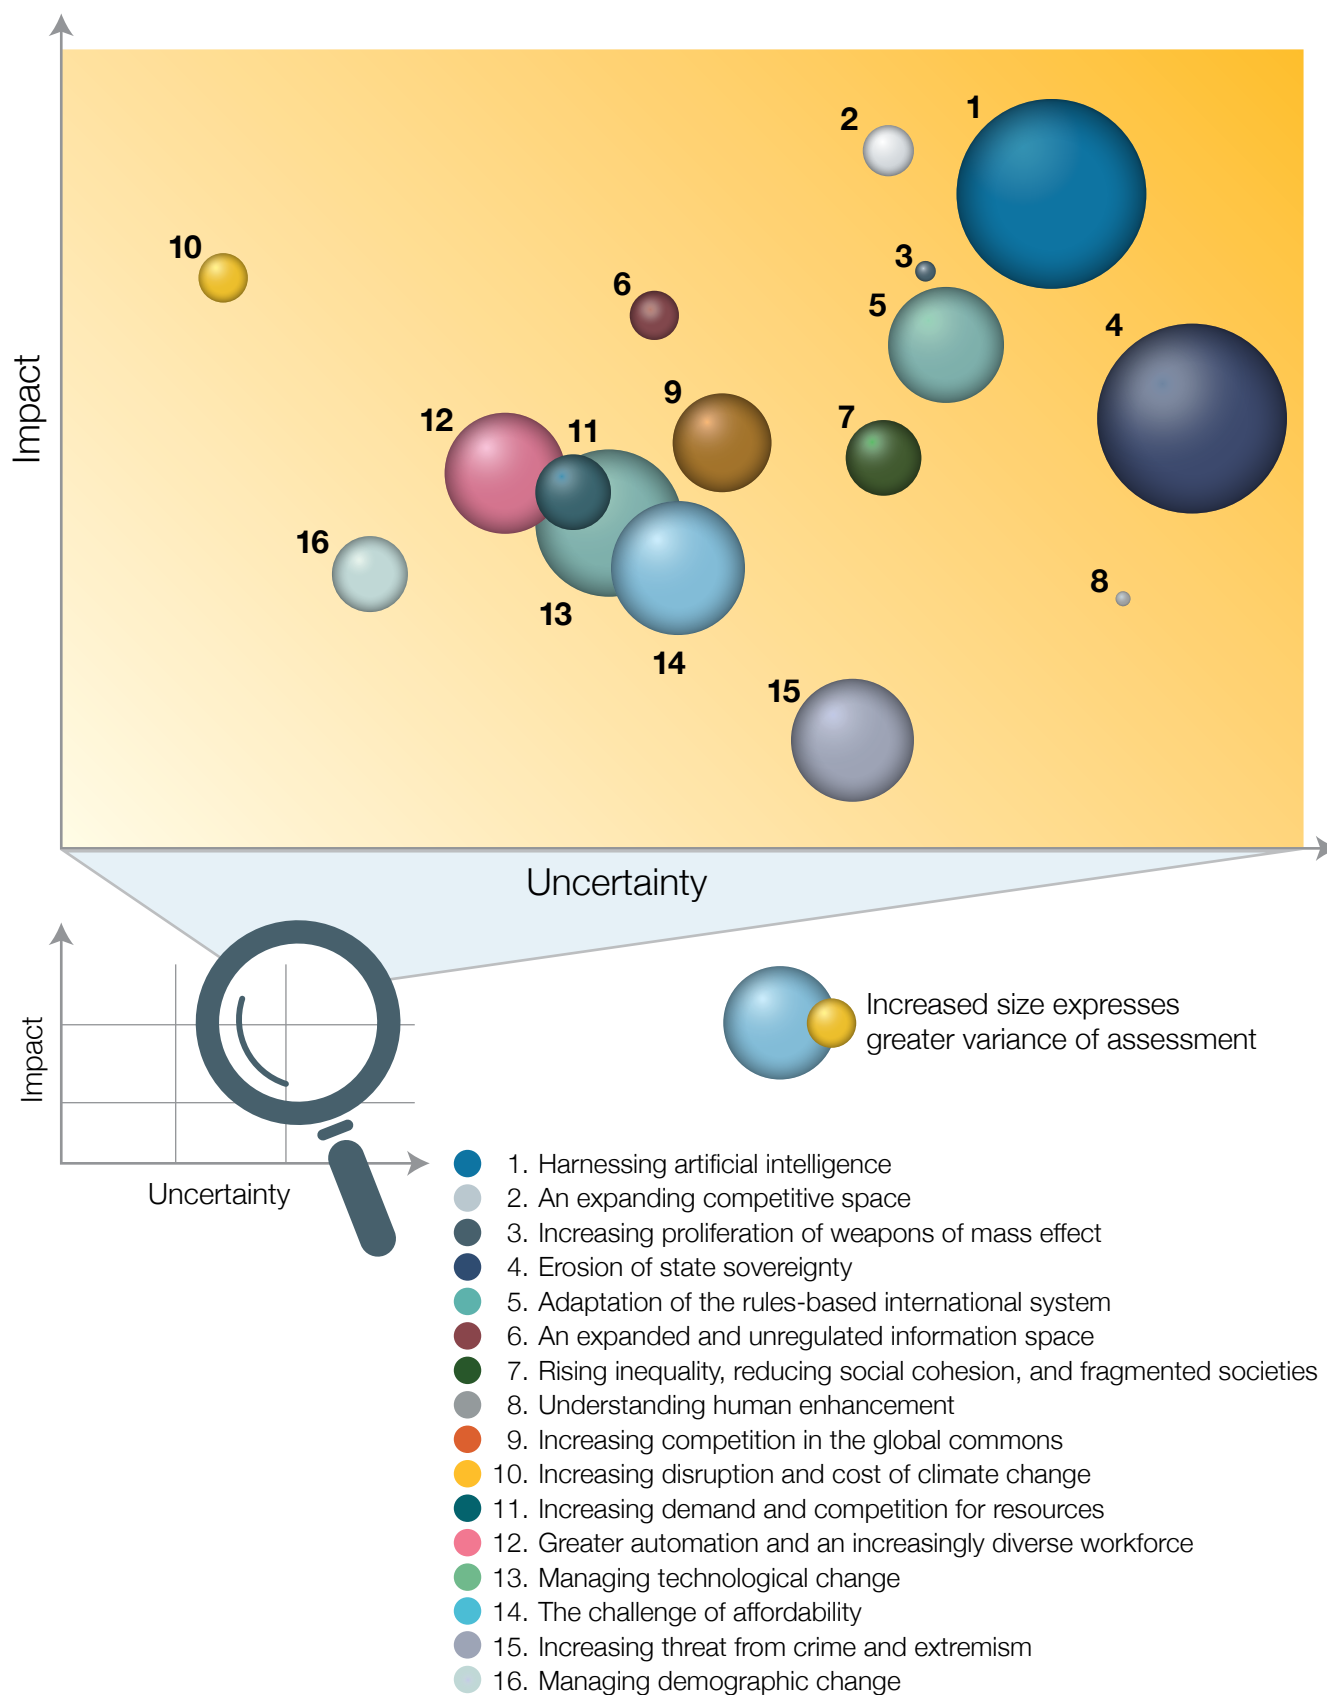 1
2
10
3
6
5
4
9
7
12
11
16
8
13
14
15
Impact
Uncertainty
Impact
Uncertainty
Increased size expresses
greater variance of assessment
1. Harnessing artificial intelligence
2. An expanding competitive space
3. Increasing proliferation of weapons of mass effect
4. Erosion of state sovereignty
5. Adaptation of the rules-based international system
6. An expanded and unregulated information space
7. Rising inequality, reducing social cohesion, and fragmented societies
8. Understanding human enhancement
9. Increasing competition in the global commons
10. Increasing disruption and cost of climate change
11. Increasing demand and competition for resources
12. Greater automation and an increasingly diverse workforce
13. Managing technological change
14. The challenge of affordability
15. Increasing threat from crime and extremism
16. Managing demographic change